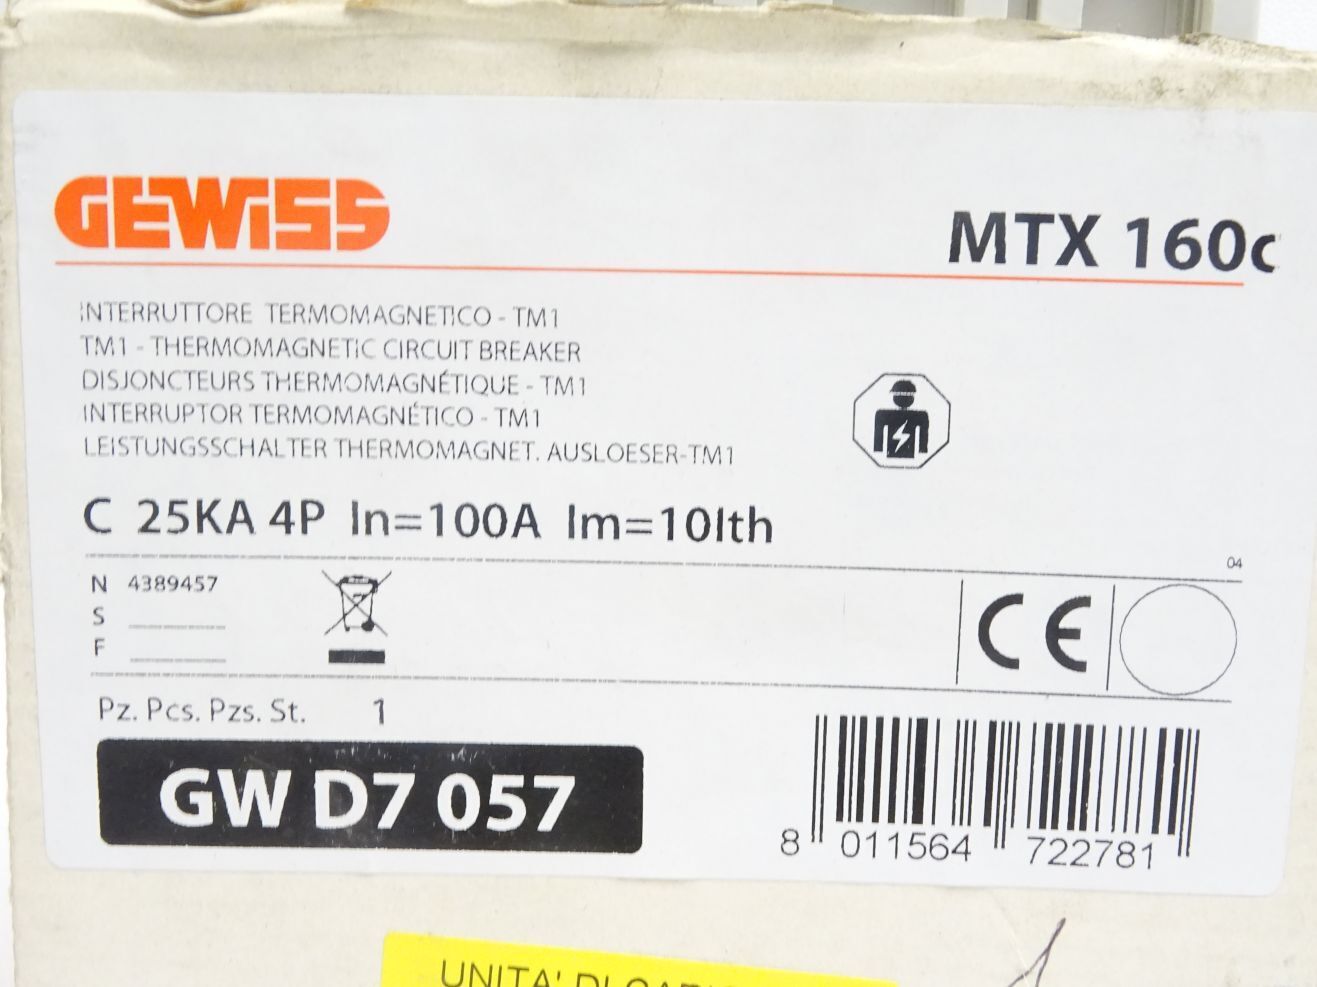 GEWiSS
MTX 160c
INTERRUTTORE TERMOMAGNETICO - TM1
TM1 - THERMOMAGNETIC CIRCUIT BREAKER
DISJONCTEURS THERMOMAGNÉTIQUE - TM1
INTERRUPTOR TERMOMAGNÉTICO - TM1
LEISTUNGSSCHALTER THERMOMAGNET. AUSLOESER-TM1
C 25KA 4P In=100A Im=10Ith
04
N 4389457
S
F
CE
Pz. Pcs. Pzs. St. 1
GW D7 057
8 011564 722781
UNITA' DI